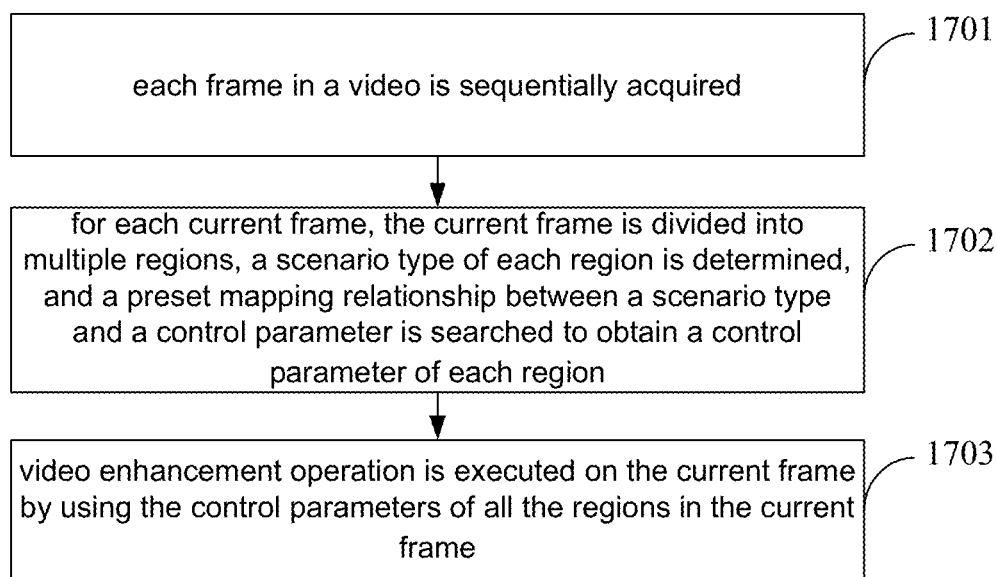 1701
each frame in a video is sequentially acquired
for each current frame, the current frame is divided into
multiple regions, a scenario type of each region is determined,
and a preset mapping relationship between a scenario type
and a control parameter is searched to obtain a control
parameter of each region
1702
video enhancement operation is executed on the current frame
by using the control parameters of all the regions in the current
frame
1703